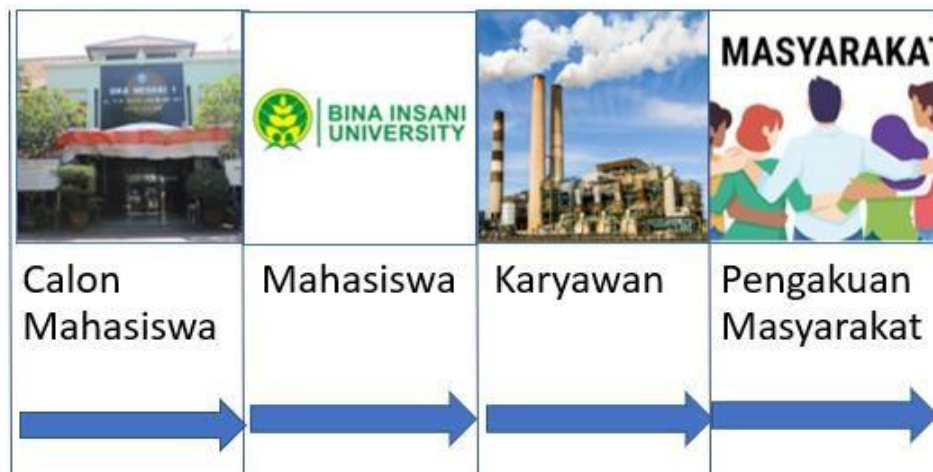 BINA INSANI
UNIVERSITY
MASYARAKAT
Calon
Mahasiswa
Mahasiswa
Karyawan
Pengakuan
Masyarakat